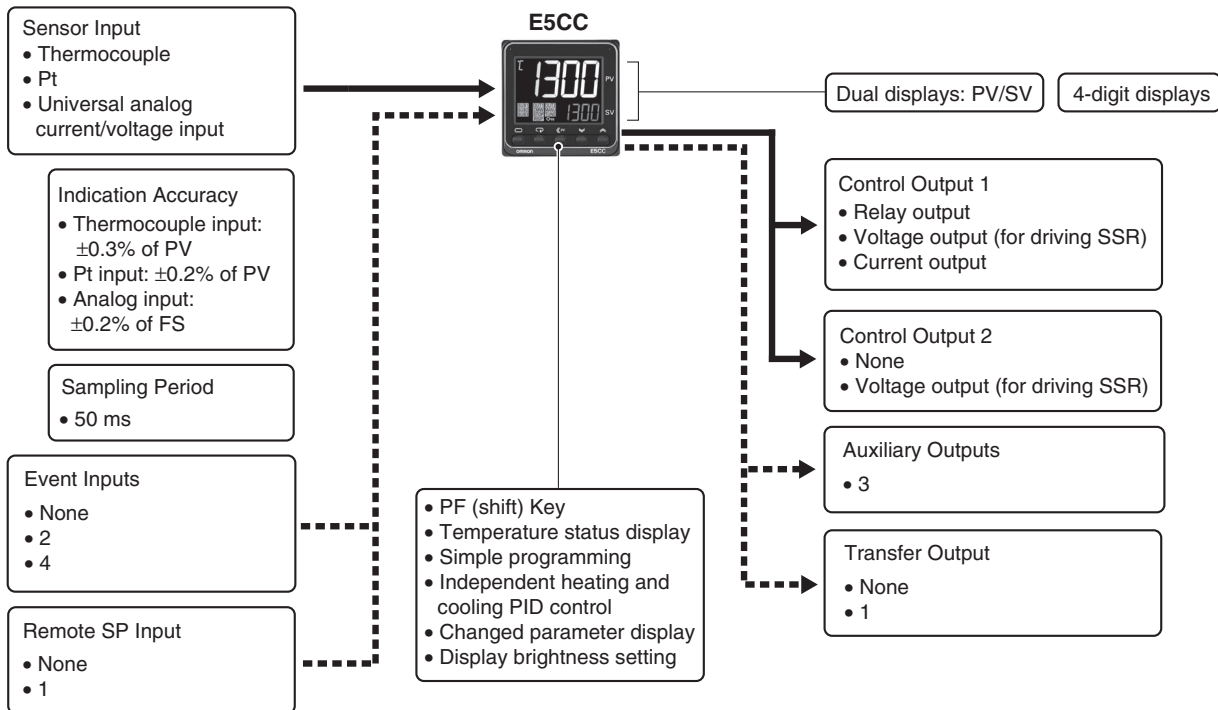 E5CC
Sensor Input
• Thermocouple
• Pt
• Universal analog
current/voltage input
Indication Accuracy
• Thermocouple input:
±0.3% of PV
• Pt input: ±0.2% of PV
• Analog input:
±0.2% of FS
Sampling Period
• 50 ms
Event Inputs
• None
• 2
• 4
Remote SP Input
• None
• 1
1300
PV
1300
SV
PF
omron
E5CC
• PF (shift) Key
• Temperature status display
• Simple programming
• Independent heating and
cooling PID control
• Changed parameter display
• Display brightness setting
Dual displays: PV/SV
4-digit displays
Control Output 1
• Relay output
• Voltage output (for driving SSR)
• Current output
Control Output 2
• None
• Voltage output (for driving SSR)
Auxiliary Outputs
• 3
Transfer Output
• None
• 1